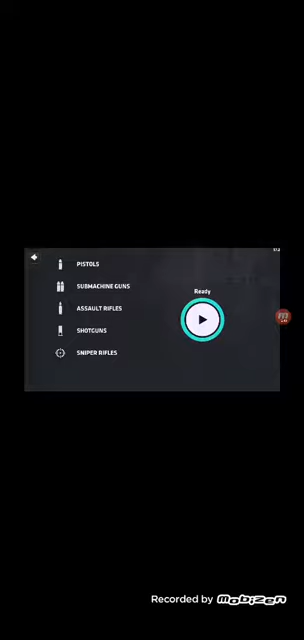 PISTOLS
SUBMACHINE GUNS
ASSAULT RIFLES
SHOTGUNS
SNIPER RIFLES
Ready
Recorded by mobizen